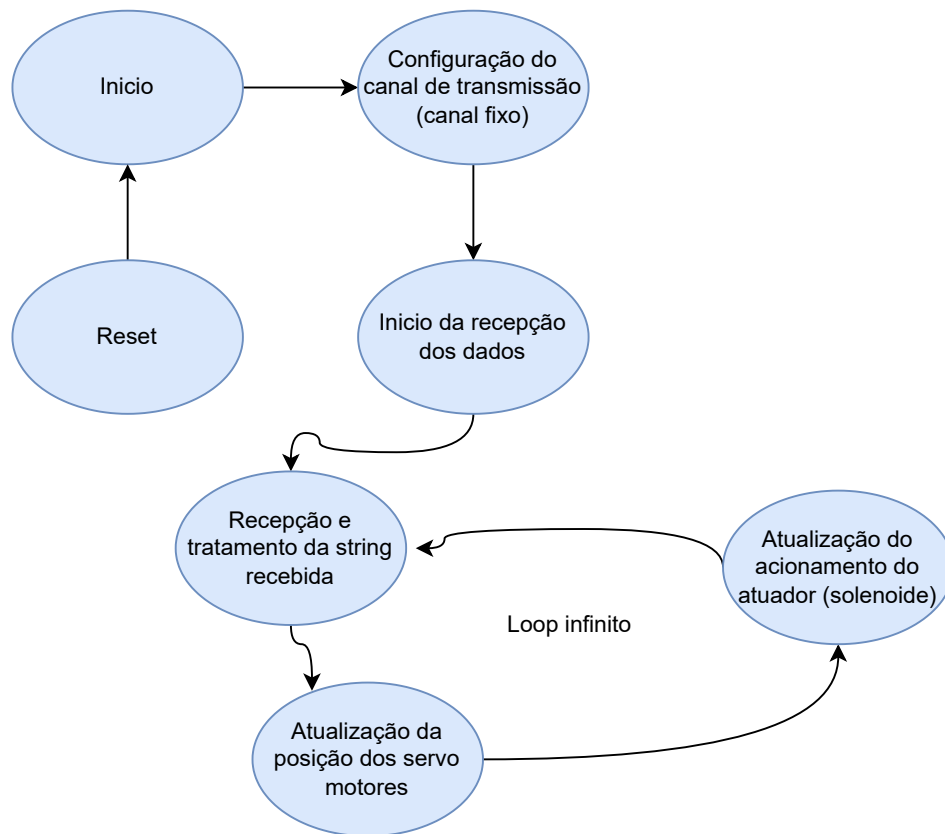 Inicio
Configuração do
canal de transmissão
(canal fixo)
Reset
Inicio da recepção
dos dados
Recepção e
tratamento da string
recebida
Atualização do
acionamento do
atuador (solenoide)
Loop infinito
Atualização da
posição dos servo
motores